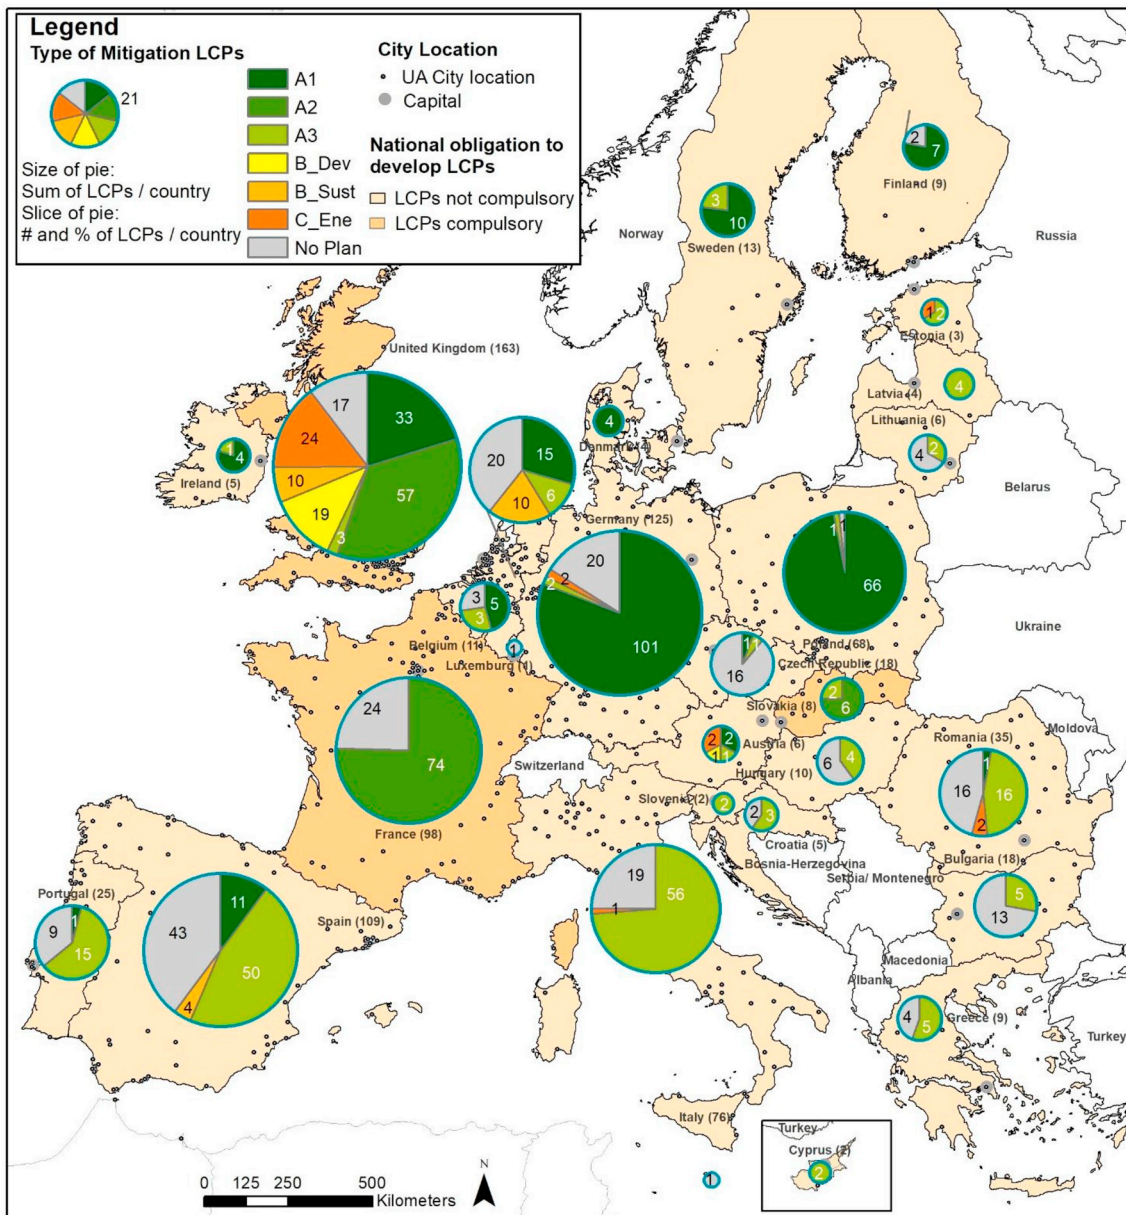 Legend
Type of Mitigation LCPs
21
Size of pie:
Sum of LCPs / country
Slice of pie:
# and % of LCPs / country
A1
A2
A3
B_Dev
B_Sust
C_Ene
No Plan
City Location
UA City location
Capital
National obligation to
develop LCPs
LCPs not compulsory
LCPs compulsory
2
7
Finland (9)
3
10
Sweden (13)
Norway
Russia
1
2
Estonia (3)
4
Latvia (4)
Lithuania (6)
2
4
Belarus
United Kingdom (163)
17
33
24
10
57
19
3
1
4
Ireland (5)
4
Denmark (4)
20
15
6
10
Germany (125)
20
2
2
101
1
1
66
Poland (68)
Ukraine
3
5
3
Belgium (11)
Luxemburg (1)
1
1
1
16
Czech Republic (18)
2
6
Slovakia (8)
2
2
1
1
Austria (6)
4
6
Hungary (10)
Moldova
Romania (35)
1
16
16
2
24
74
France (98)
Switzerland
Slovenia (2)
2
2
3
Croatia (5)
Bosnia-Herzegovina
Serpia/ Montenegro
Bulgaria (18)
5
13
Portugal (25)
1
9
15
Spain (109)
11
43
50
4
19
56
1
Macedonia
Albania
4
5
Greece (9)
Turkey
Italy (76)
1
Turkey
Cyprus (2)
2
0 125 250 500
Kilometers
N